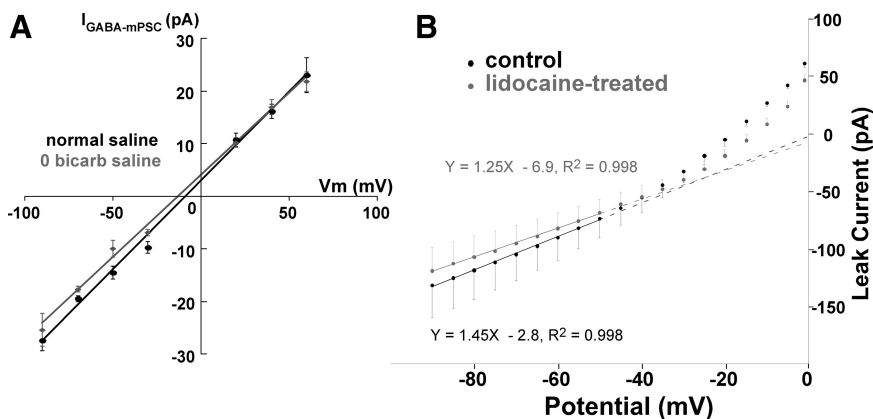 A
I GABA-mPSC (pA)
30
20
10
normal saline
0 bicarb saline
Vm (mV)
-100
-50
0
50
100
-10
-20
-30
B
100
control
lidocaine-treated
50
0
Y = 1.25X - 6.9, R2 = 0.998
-50
-100
-150
Y = 1.45X - 2.8, R2 = 0.998
Leak Current (pA)
-80
-60
-40
-20
0
Potential (mV)